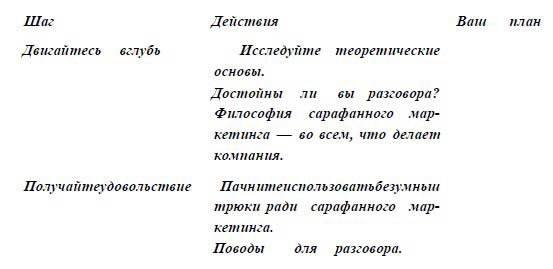 Шаг Действия Ваш план
Двигайтесь вглубь Исследуйте теоретические
основы.
Достойны ли вы разговора?
Философия сарафанного мар-
кетинга — во всем, что делает
компания.
Получайтеудовольствие Пачнитеиспользоватьбезумныш
трюки ради сарафанного мар-
кетинга.
Поводы для разговора.